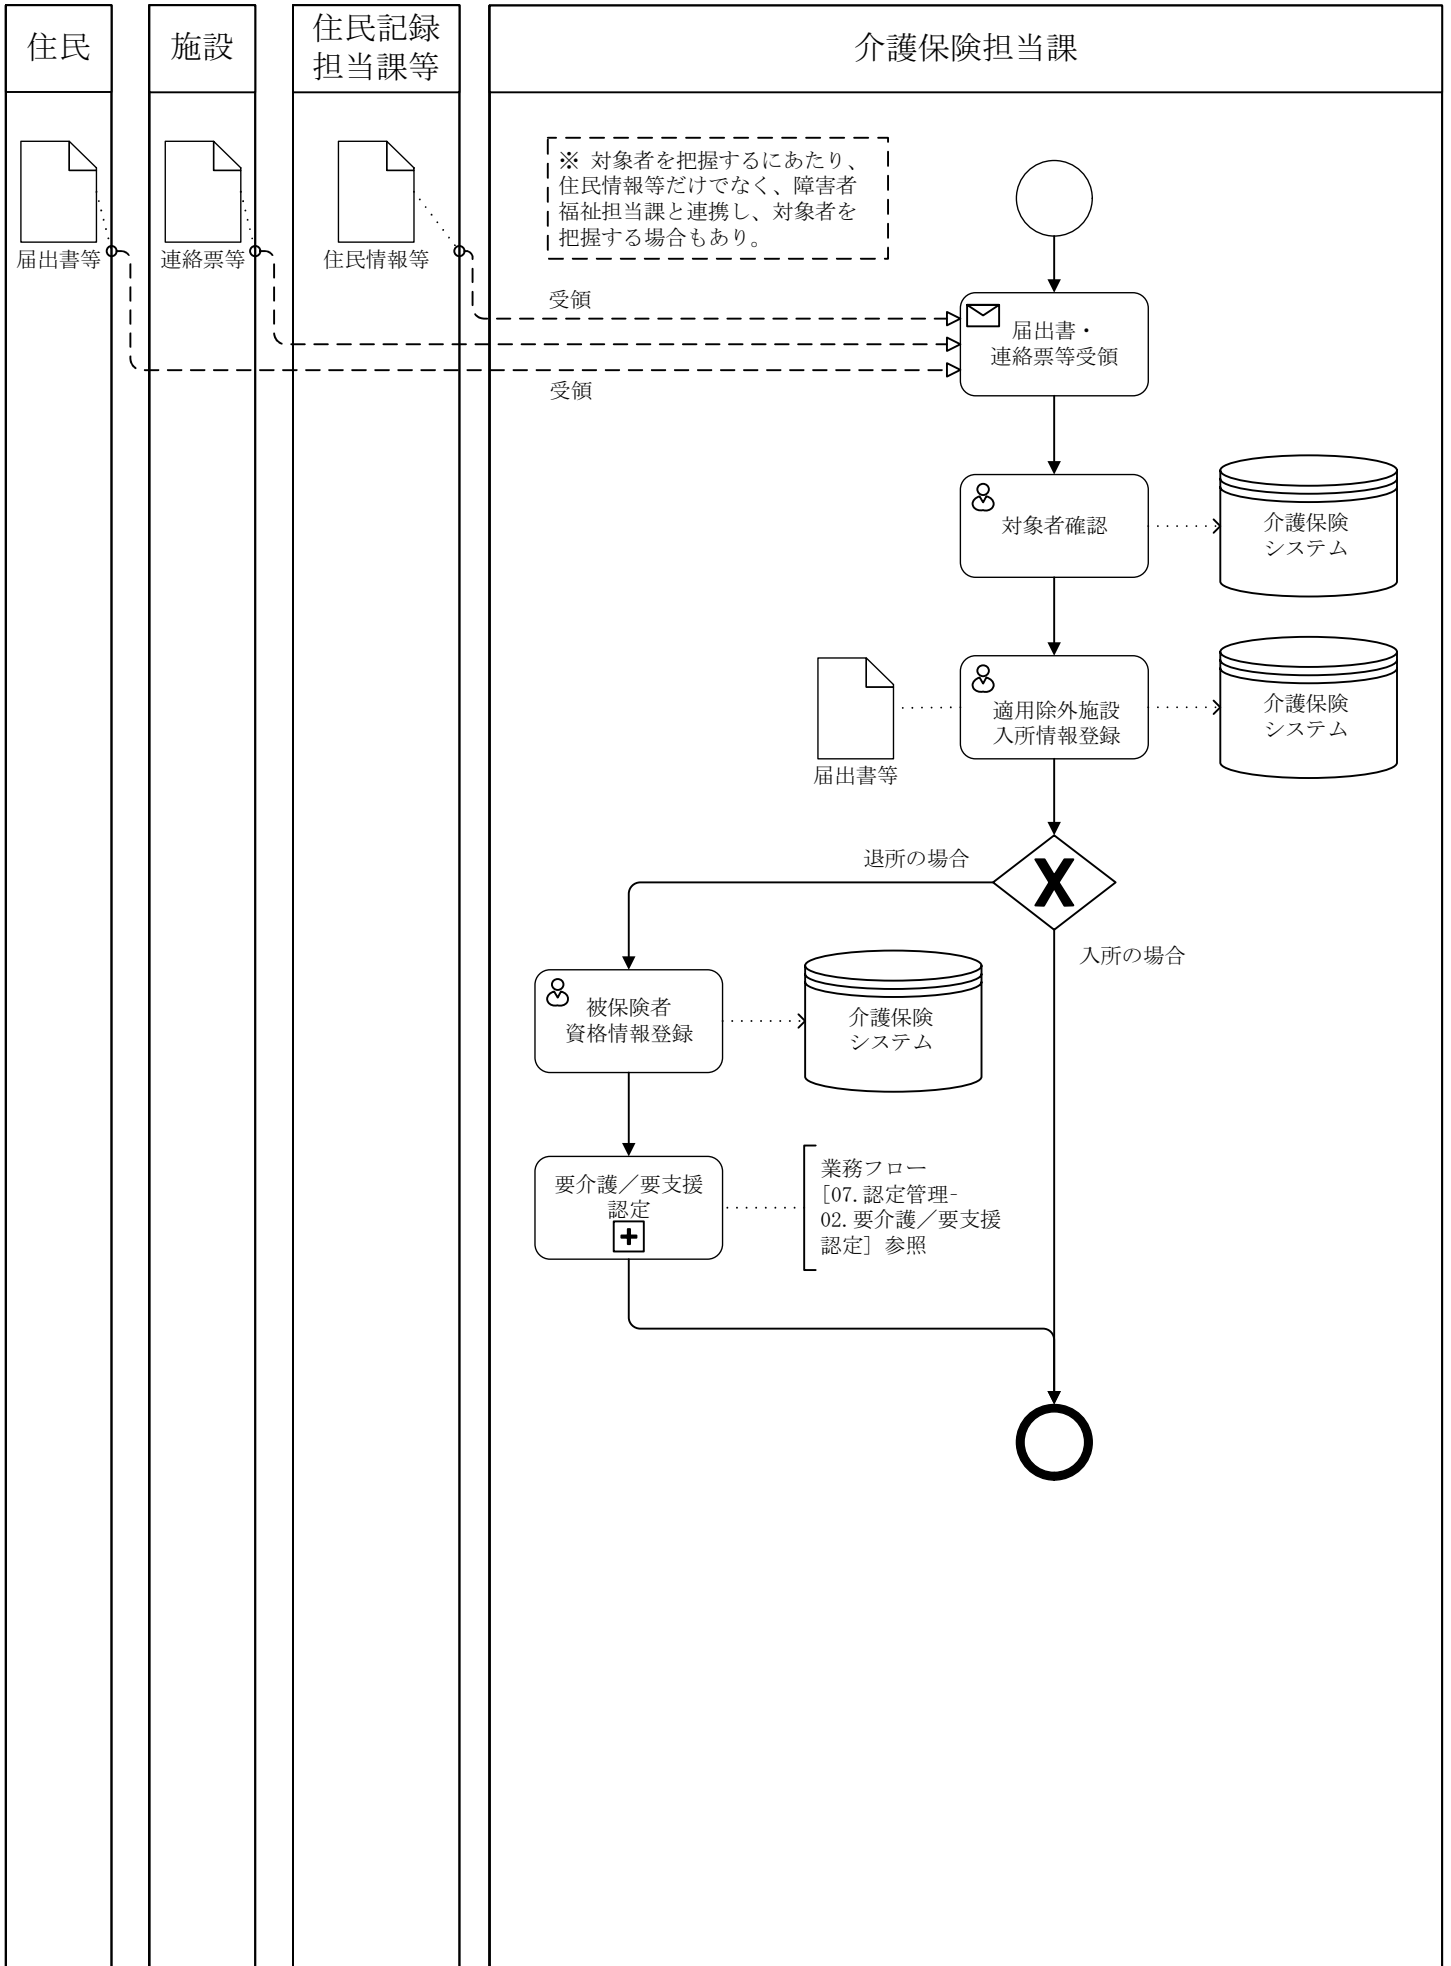 住民
施設
住民記録
担当課等
介護保険担当課
届出書等
連絡票等
住民情報等
※ 対象者を把握するにあたり、
住民情報等だけでなく、障害者
福祉担当課と連携し、対象者を
把握する場合もあり。
受領
受領
届出書・
連絡票等受領
対象者確認
介護保険
システム
適用除外施設
入所情報登録
介護保険
システム
届出書等
退所の場合
入所の場合
被保険者
資格情報登録
介護保険
システム
要介護／要支援
認定
業務フロー
[07.認定管理-
02.要介護／要支援
認定] 参照